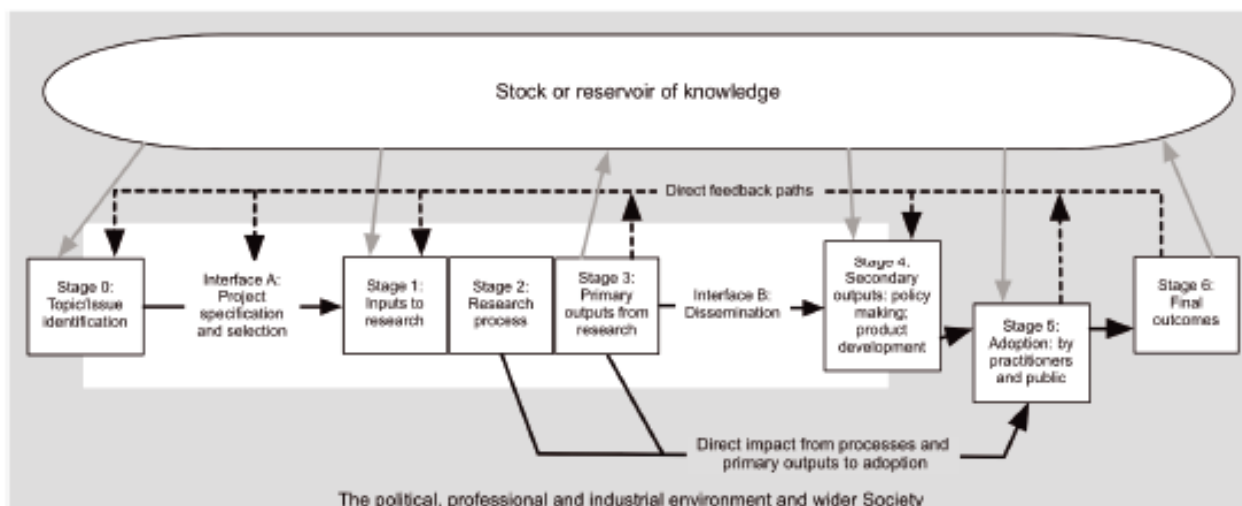 Stock or reservoir of knowledge
Direct feedback paths
Stage 0:
Topic/Issue
Identification
Interface A:
Project
specification
and selection
Stage 1:
Inputs to
research
Stage 2:
Research
process
Stage 3:
Primary
outputs from
research
Interface B:
Dissemination
Stage 4:
Secondary
outputs: policy
making;
product
development
Stage 5:
Adoption: by
practitioners
and public
Stage 6:
Final
outcomes
Direct impact from processes and
primary outputs to adoption
The political, professional and industrial environment and wider Society